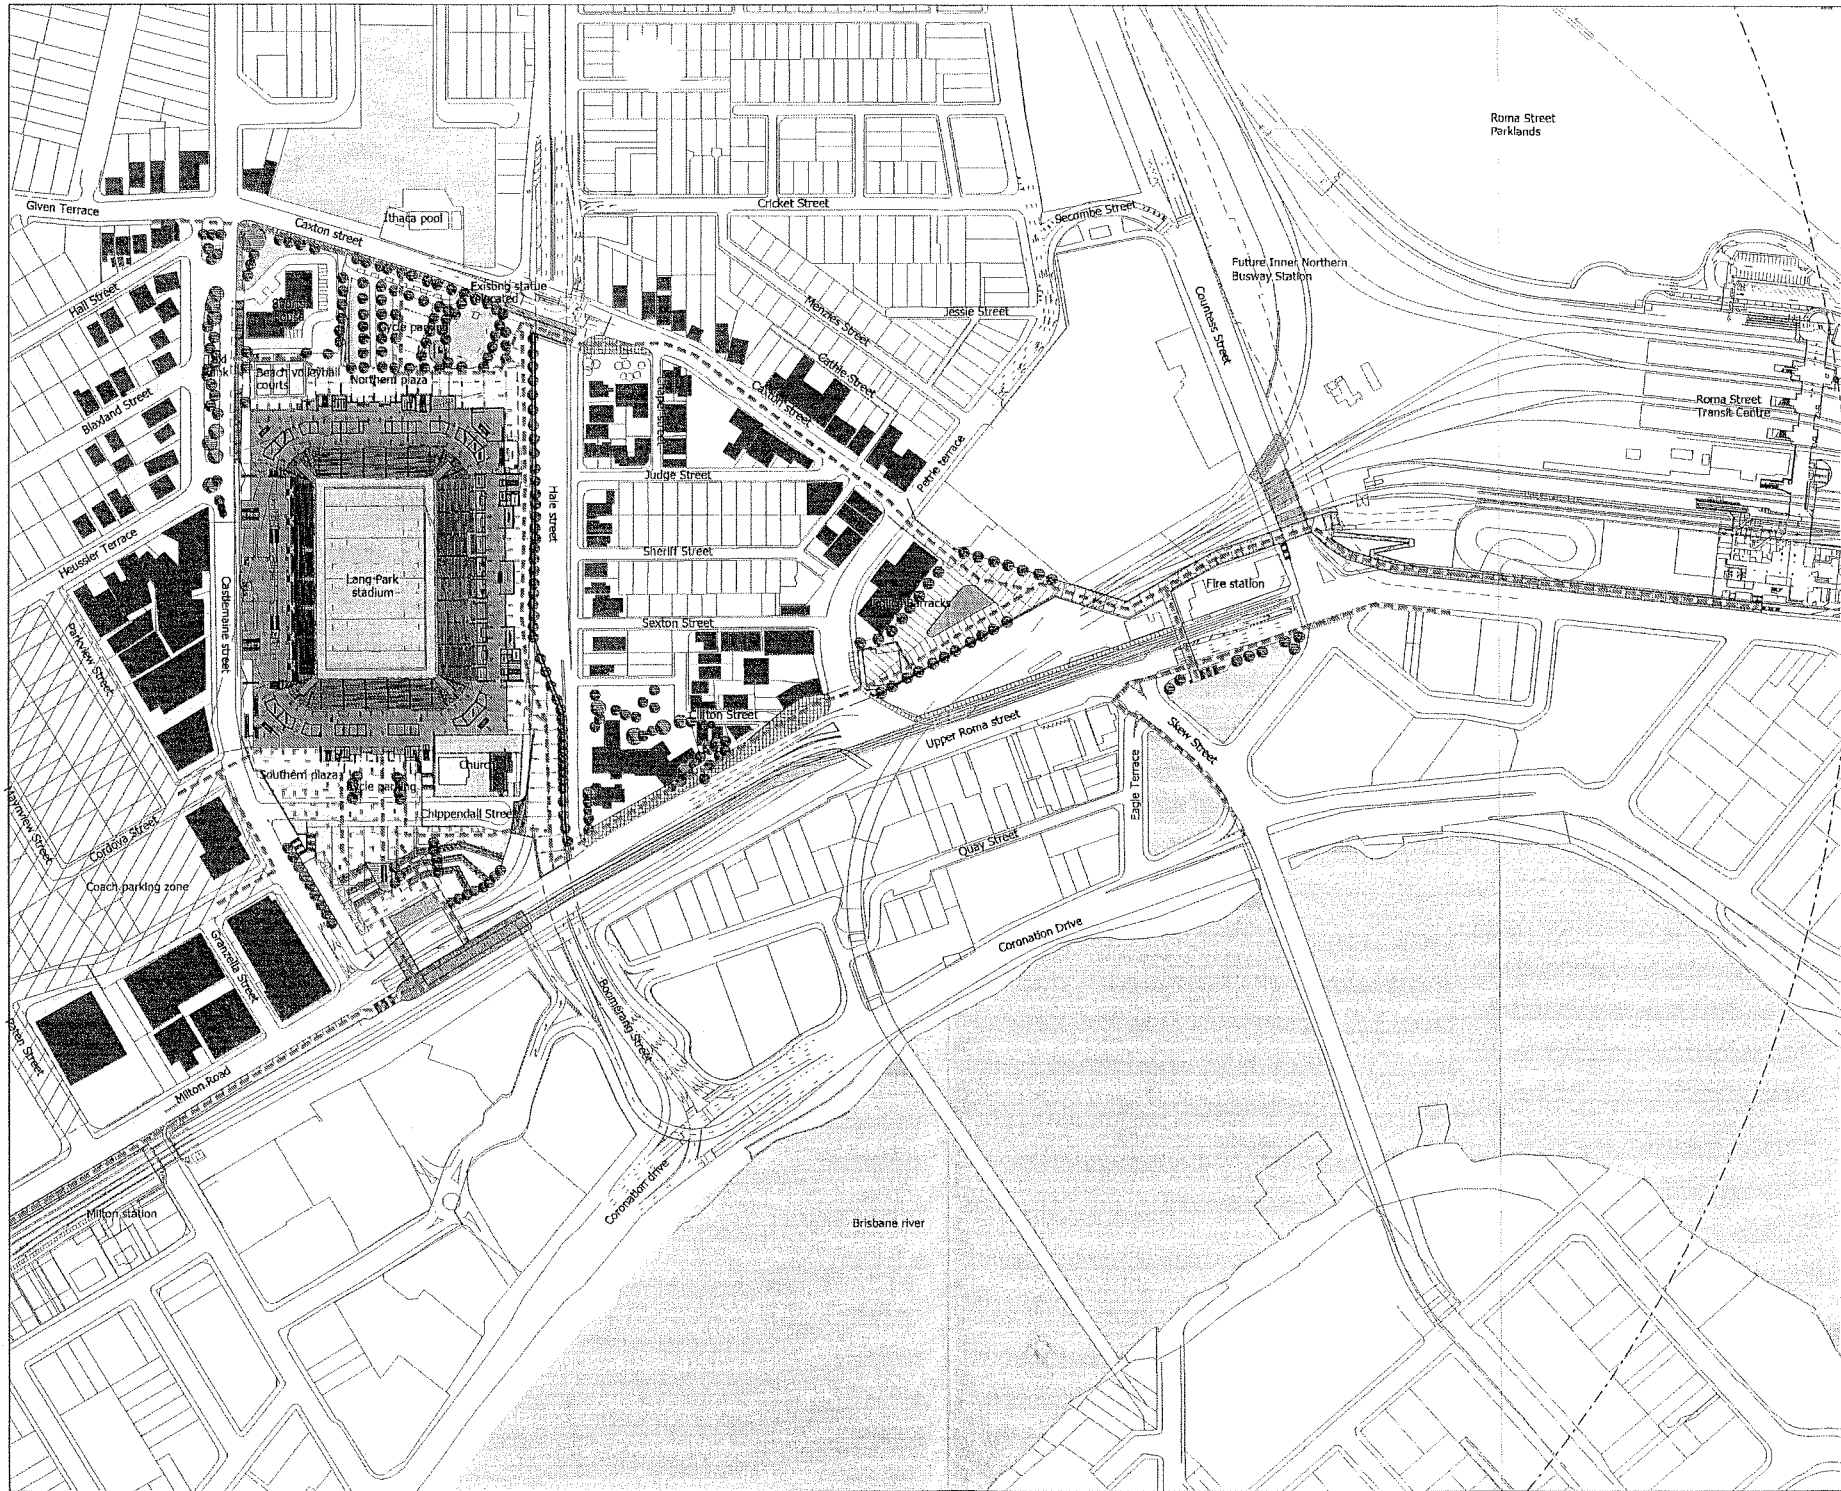 Roma Street
Parklands
Given Terrace
Caxton street
Ithaca pool
Cricket Street
Secombe Street
Future Inner Northern
Busway Station
Hall Street
Existing statue
(relocated)
Cycle parking
Menzies Street
Jessie Street
Countess Street
Beach volleyball
courts
Northern plaza
Cathie Street
Caxton street
Blaxland Street
Roma Street
Transit Centre
Petrie terrace
Judge Street
Hale street
Sheriff Street
Heussler Terrace
Castlemaine street
Lang Park
stadium
Fire station
Sexton Street
Parkview Street
Clifton Street
Upper Roma street
Skew Street
Eagle Terrace
Southern plaza
Cycle parking
Church
Chippendall Street
Mayview Street
Cordova Street
Quay Street
Coach parking zone
Granzella Street
Coronation Drive
Boomerang Street
Paten Street
Milton Road
Milton station
Coronation drive
Brisbane river